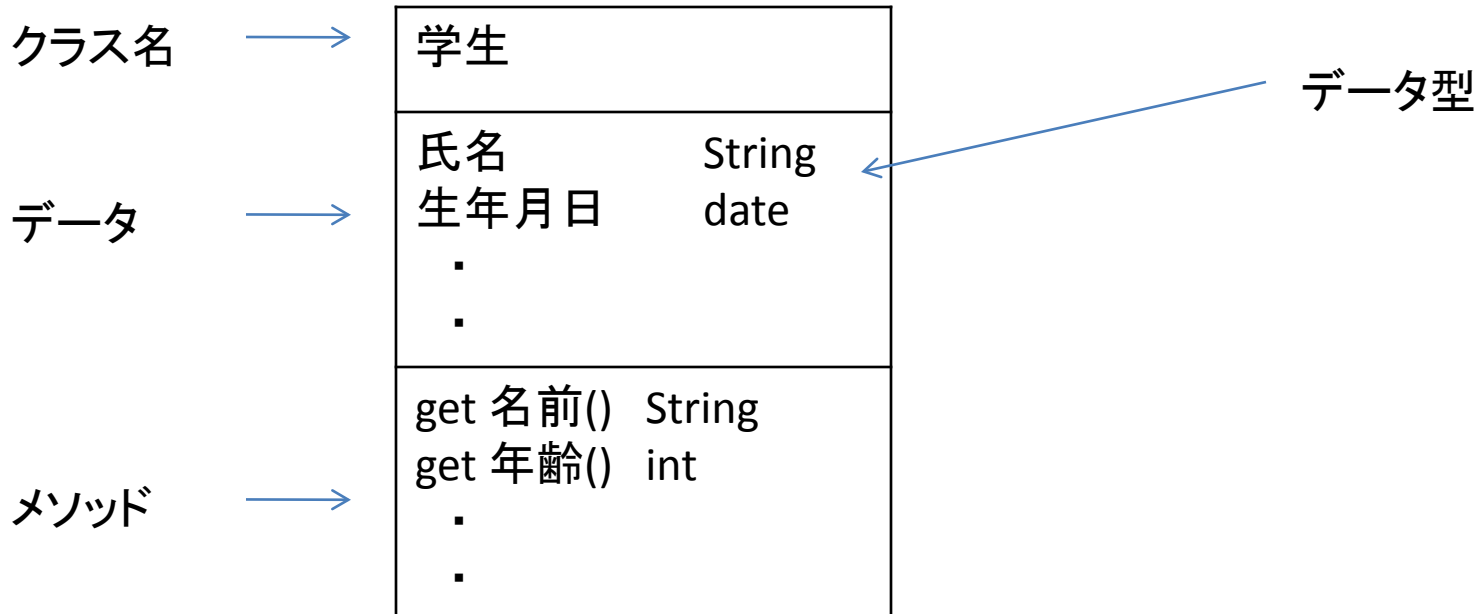 クラス名
学生
データ型
氏名 String
データ
生年月日 date
・
・
get 名前() String
get 年齢() int
メソッド
・
・